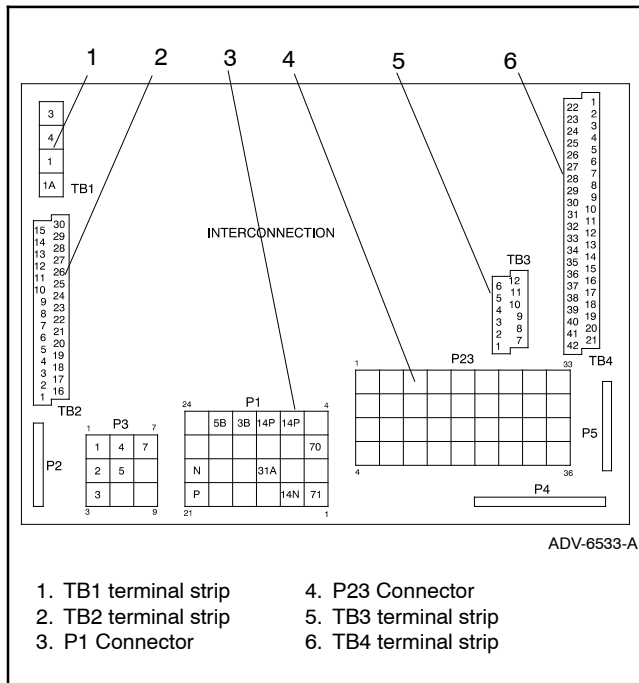 1 2 3 4 5 6
3
4
1
1A
TB1
15 30
14 29
13 28
12 27
11 26
10 25
9 24
8 23
7 22
6 21
5 20
4 19
3 18
2 17
1 16
TB2
INTERCONNECTION
TB3
6 12
5 11
4 10
3 9
2 8
1 7
22 1
23 2
24 3
25 4
26 5
27 6
28 7
29 8
30 9
31 10
32 11
33 12
34 13
35 14
36 15
37 16
38 17
39 18
40 19
41 20
42 21
TB4
P2
P3
1 7
1 4 7
2 5
3
3 9
P1
24 4
5B 3B 14P 14P
70
N 31A
P 14N 71
21 1
P23
1 33
4 36
P5
P4
ADV-6533-A
1. TB1 terminal strip
2. TB2 terminal strip
3. P1 Connector
4. P23 Connector
5. TB3 terminal strip
6. TB4 terminal strip